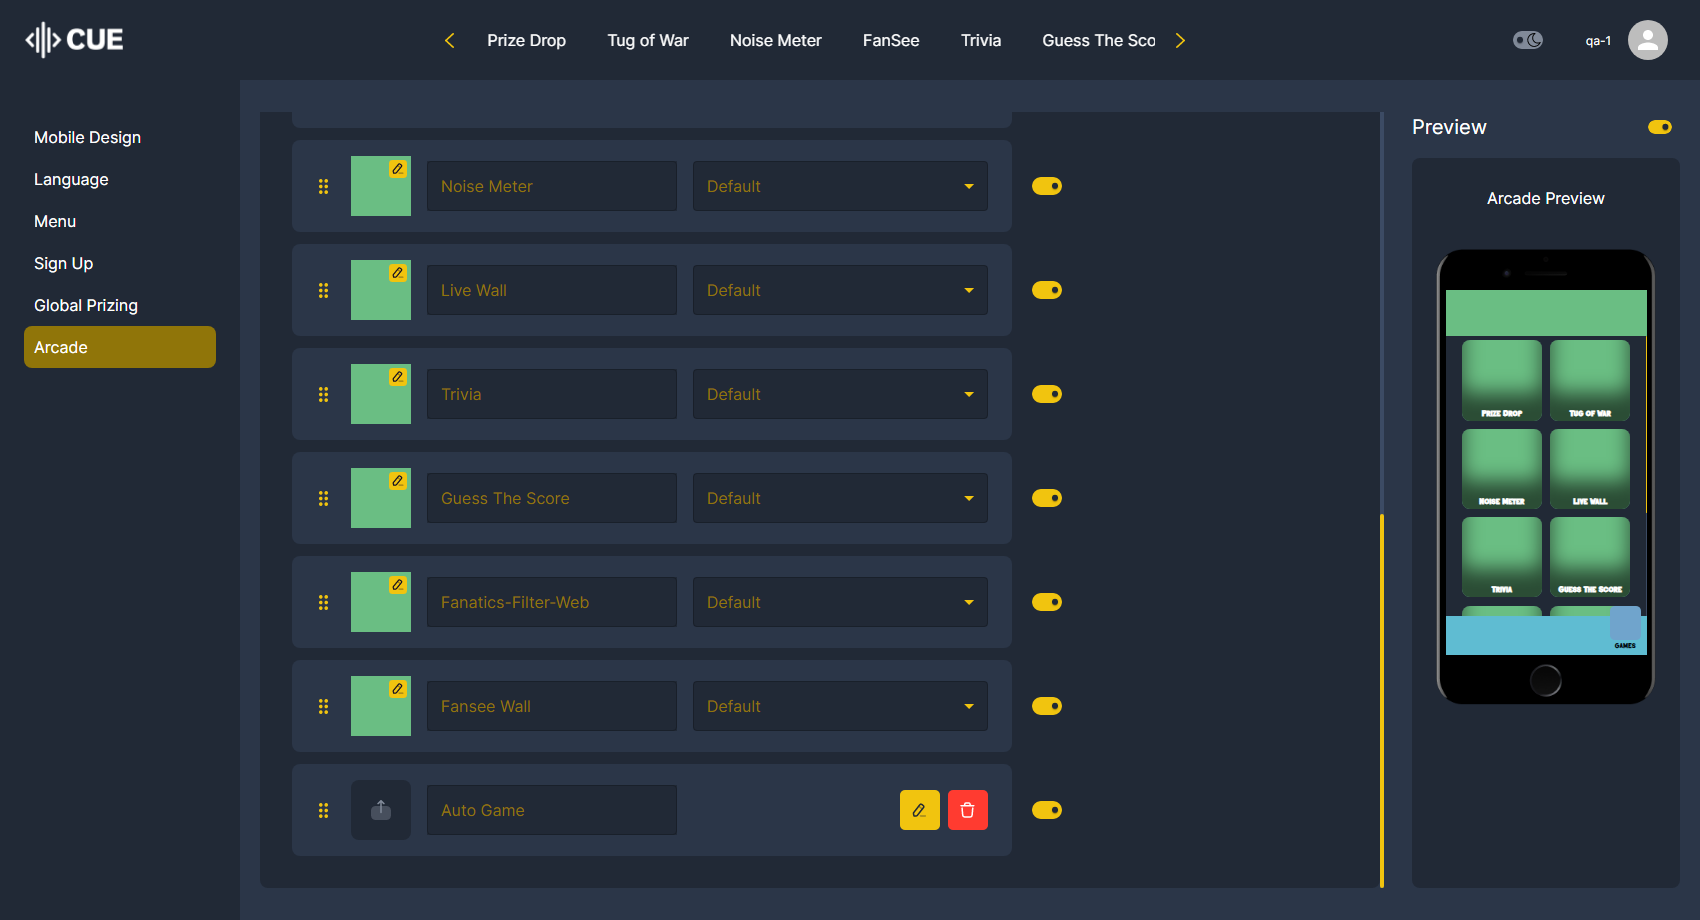 CUE
Prize Drop
Tug of War
Noise Meter
FanSee
Trivia
Guess The Sco
qa-1
Mobile Design
Language
Menu
Sign Up
Global Prizing
Arcade
Noise Meter
Default
Live Wall
Default
Trivia
Default
Guess The Score
Default
Fanatics-Filter-Web
Default
Fansee Wall
Default
Auto Game
Preview
Arcade Preview
Prize Drop
Tug of War
Noise Meter
Live Wall
Trivia
Guess The Score
GAMES